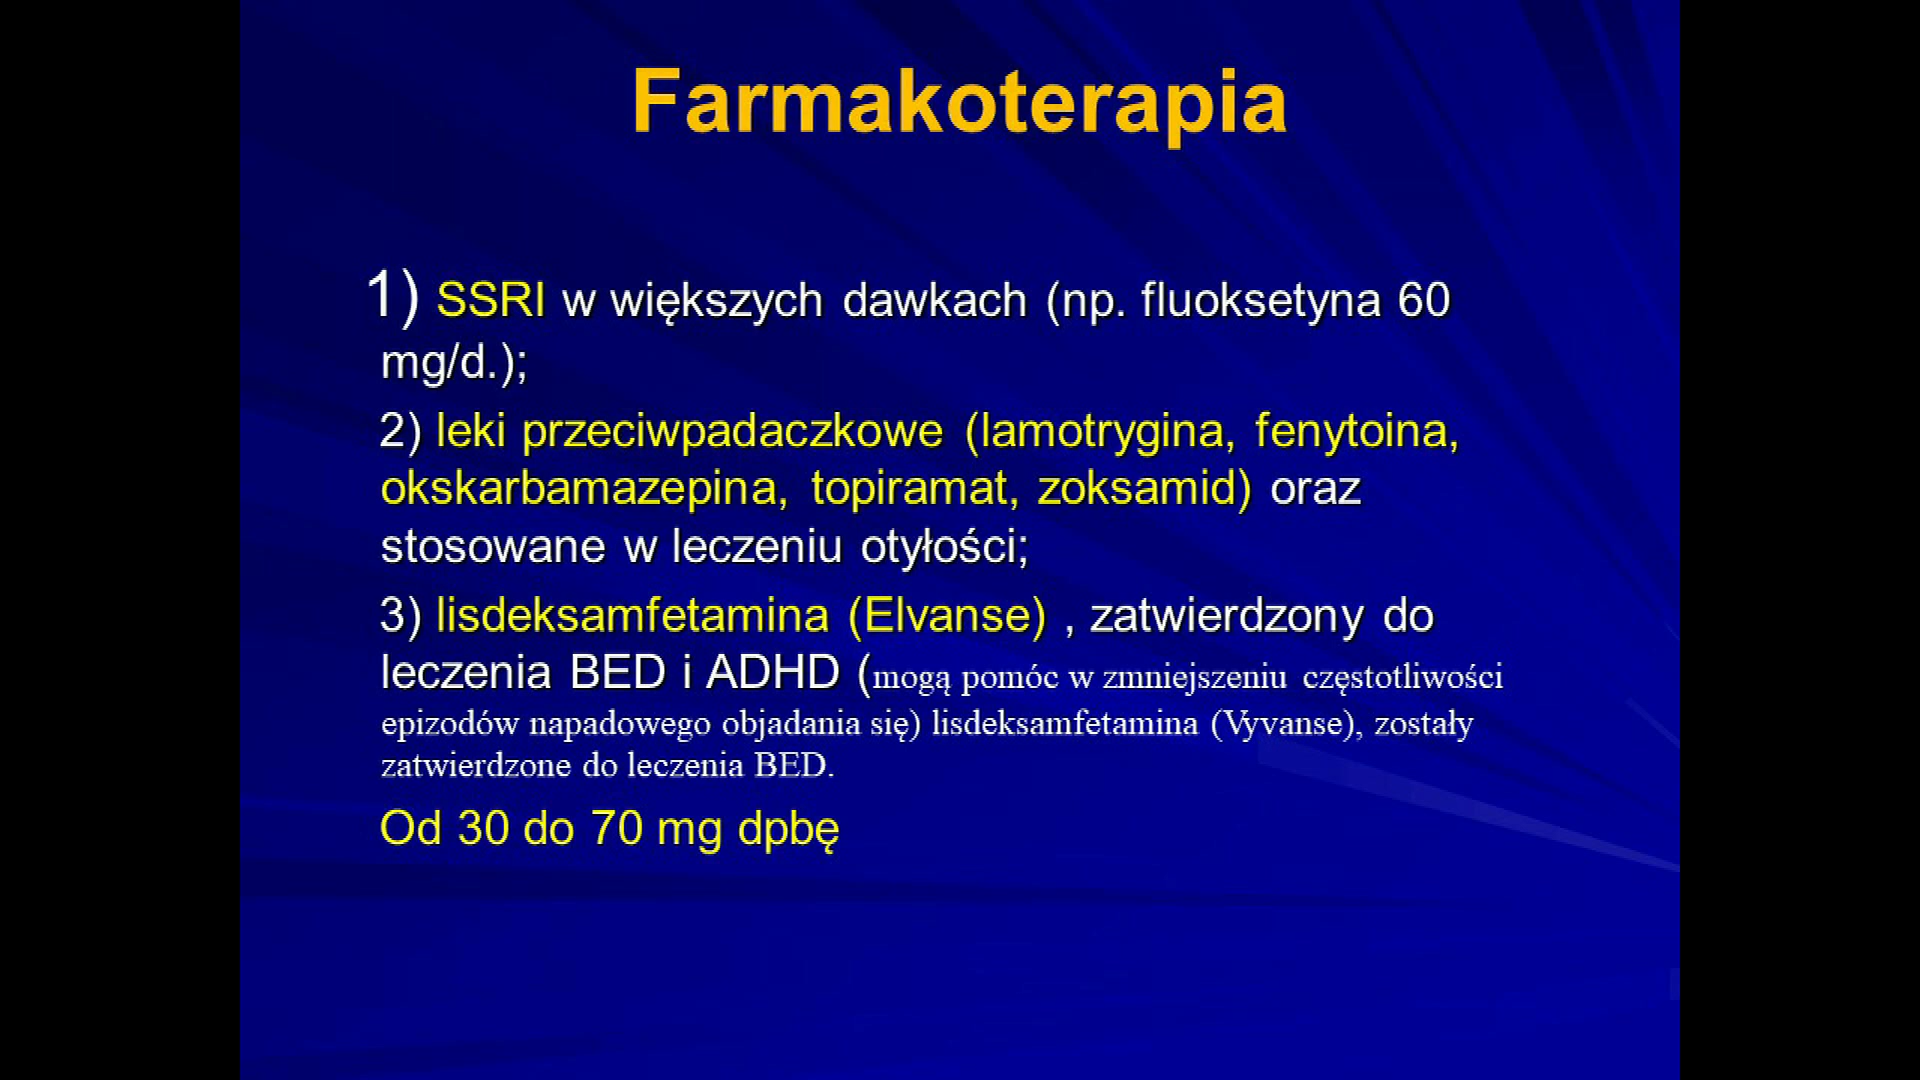 Farmakoterapia
1) SSRI w większych dawkach (np. fluoksetyna 60
mg/d.);
2) leki przeciwpadaczkowe (lamotrygina, fenytoina,
okskarbamazepina, topiramat, zoksamid) oraz
stosowane w leczeniu otyłości;
3) lisdeksamfetamina (Elvanse) , zatwierdzony do
leczenia BED i ADHD (mogą pomóc w zmniejszeniu częstotliwości
epizodów napadowego objadania się) lisdeksamfetamina (Vyvanse), zostały
zatwierdzone do leczenia BED.
Od 30 do 70 mg dpbę